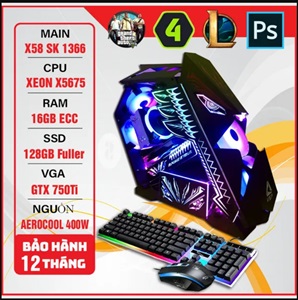 MAIN
X58 SK 1366
CPU
XEON X5675
RAM
16GB ECC
SSD
128GB Fuller
VGA
GTX 750Ti
NGUỒN
AEROCOOL 400W
BẢO HÀNH
12 THÁNG
4
L
Ps